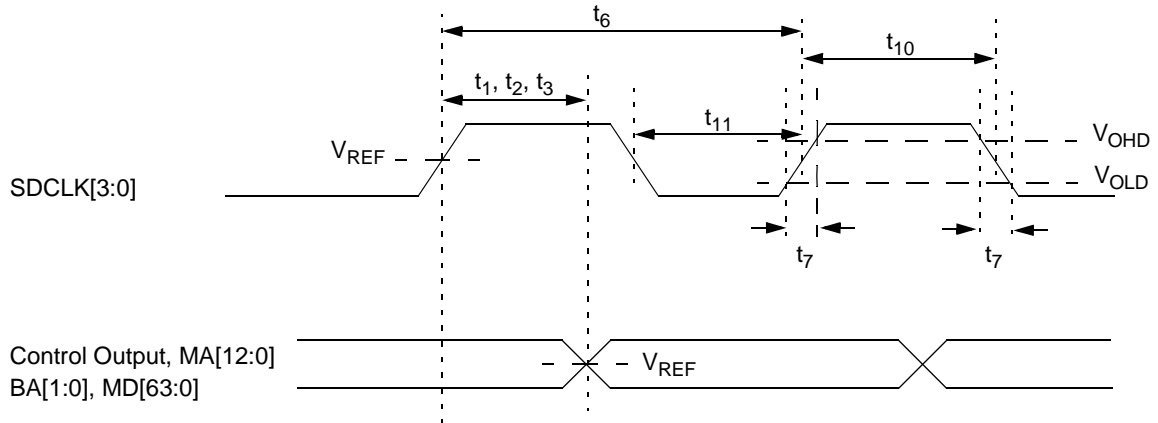 t6
t10
t1, t2, t3
t11
VREF
VOHD
VOLD
SDCLK[3:0]
t7
t7
Control Output, MA[12:0]
BA[1:0], MD[63:0]
VREF